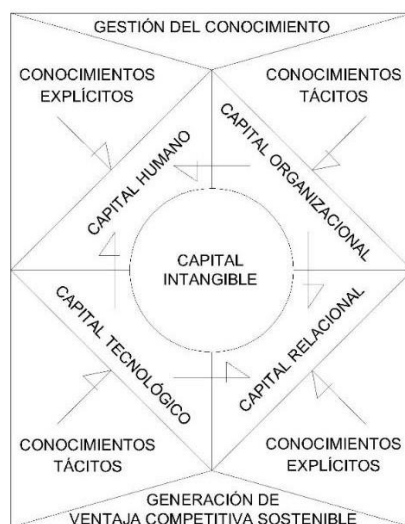 GESTIÓN DEL CONOCIMIENTO
CONOCIMIENTOS
EXPLÍCITOS
CONOCIMIENTOS
TÁCITOS
CAPITAL HUMANO
CAPITAL ORGANIZACIONAL
CAPITAL
INTANGIBLE
CAPITAL TECNOLÓGICO
CAPITAL RELACIONAL
CONOCIMIENTOS
TÁCITOS
CONOCIMIENTOS
EXPLÍCITOS
GENERACIÓN DE
VENTAJA COMPETITIVA SOSTENIBLE